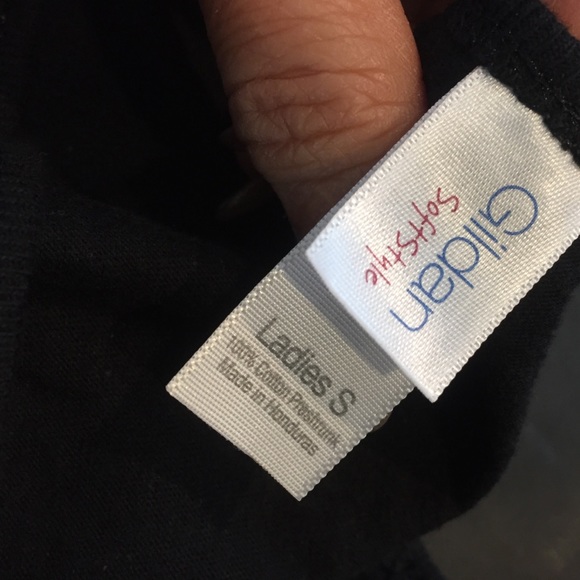 Gildan
SoftStyle
Ladies S
100% Cotton Preshrunk
Made in Honduras